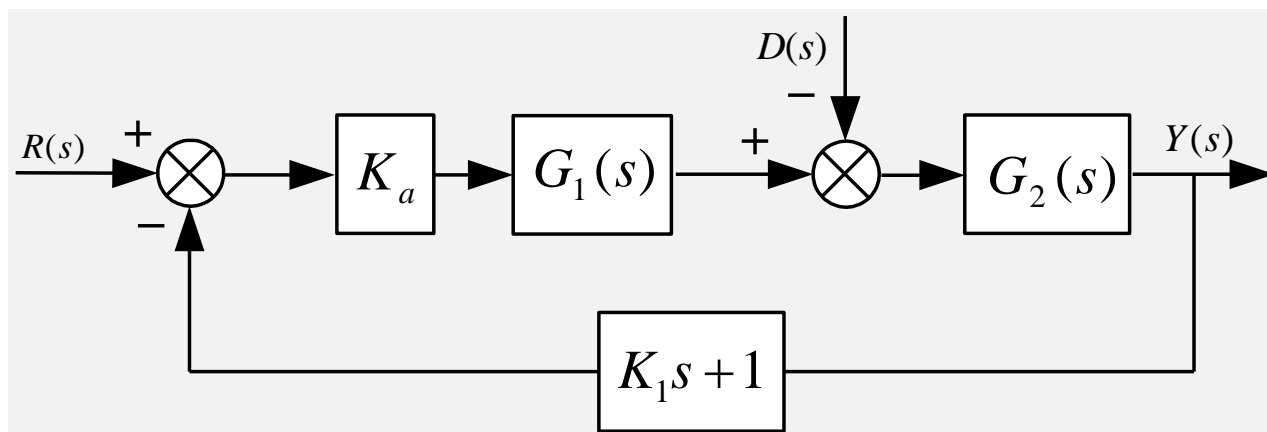 D(s)
−
R(s)
+
K_a
G_1(s)
+
G_2(s)
Y(s)
−
K_1s+1